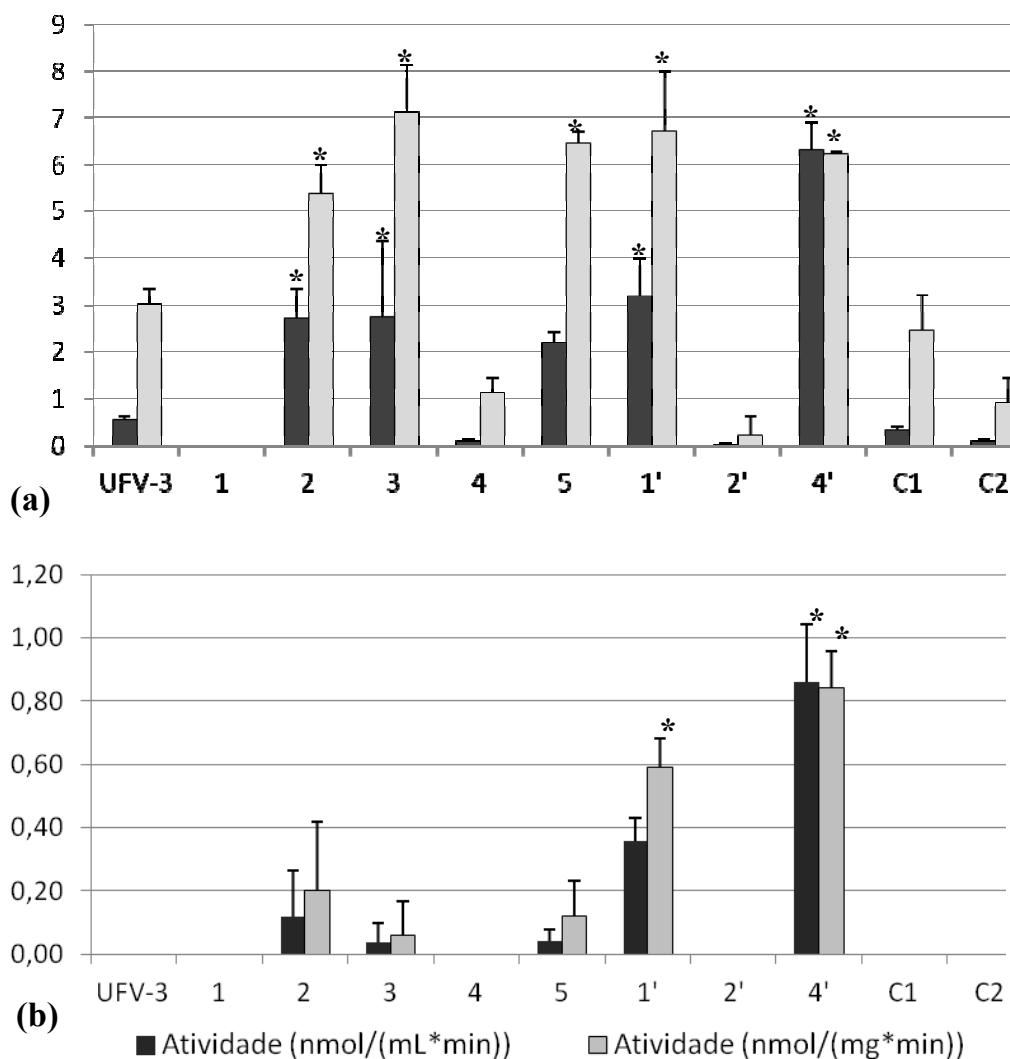 9
8
7
6
5
4
3
2
1
0
* * * * * * * * *
UFV-3 1 2 3 4 5 1' 2' 4' C1 C2
(a)
1,20
1,00
0,80
0,60
0,40
0,20
0,00
* * *
UFV-3 1 2 3 4 5 1' 2' 4' C1 C2
(b)
Atividade (nmol/(mL*min)) Atividade (nmol/(mg*min))